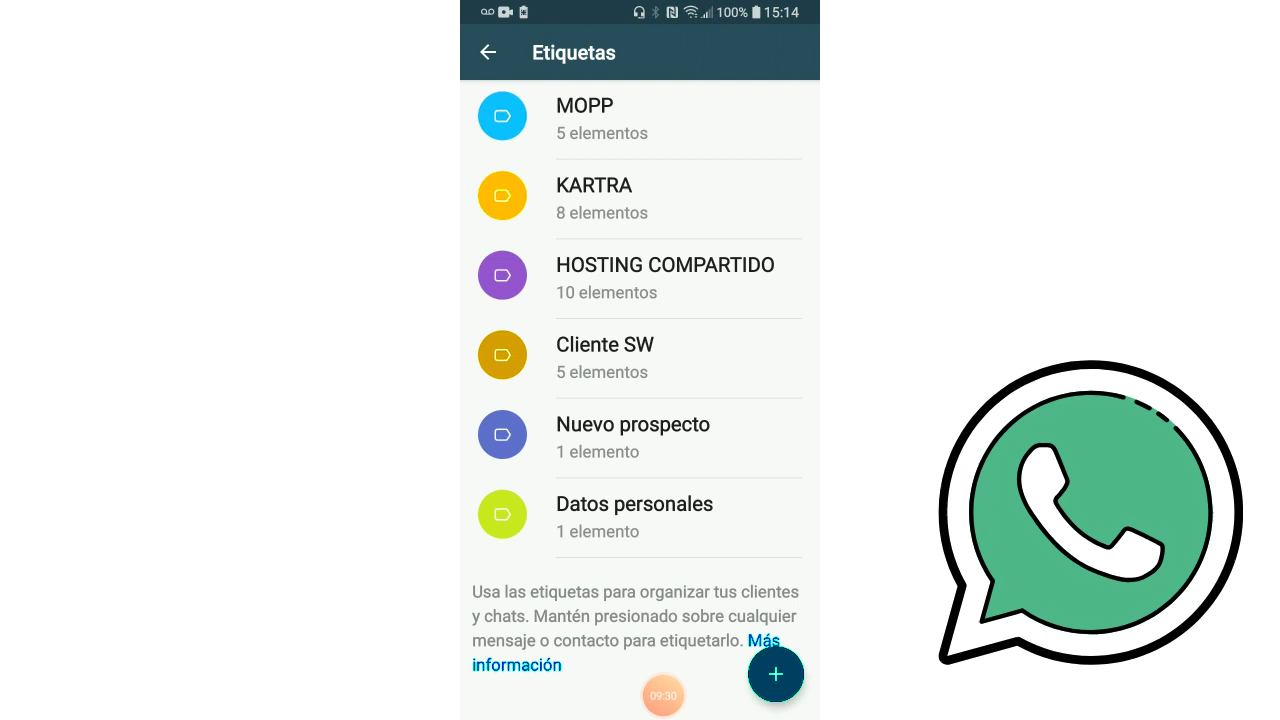 100% 15:14
Etiquetas
MOPP
5 elementos
KARTRA
8 elementos
HOSTING COMPARTIDO
10 elementos
Cliente SW
5 elementos
Nuevo prospecto
1 elemento
Datos personales
1 elemento
Usa las etiquetas para organizar tus clientes
y chats. Mantén presionado sobre cualquier
mensaje o contacto para etiquetarlo. Más
información
09:30